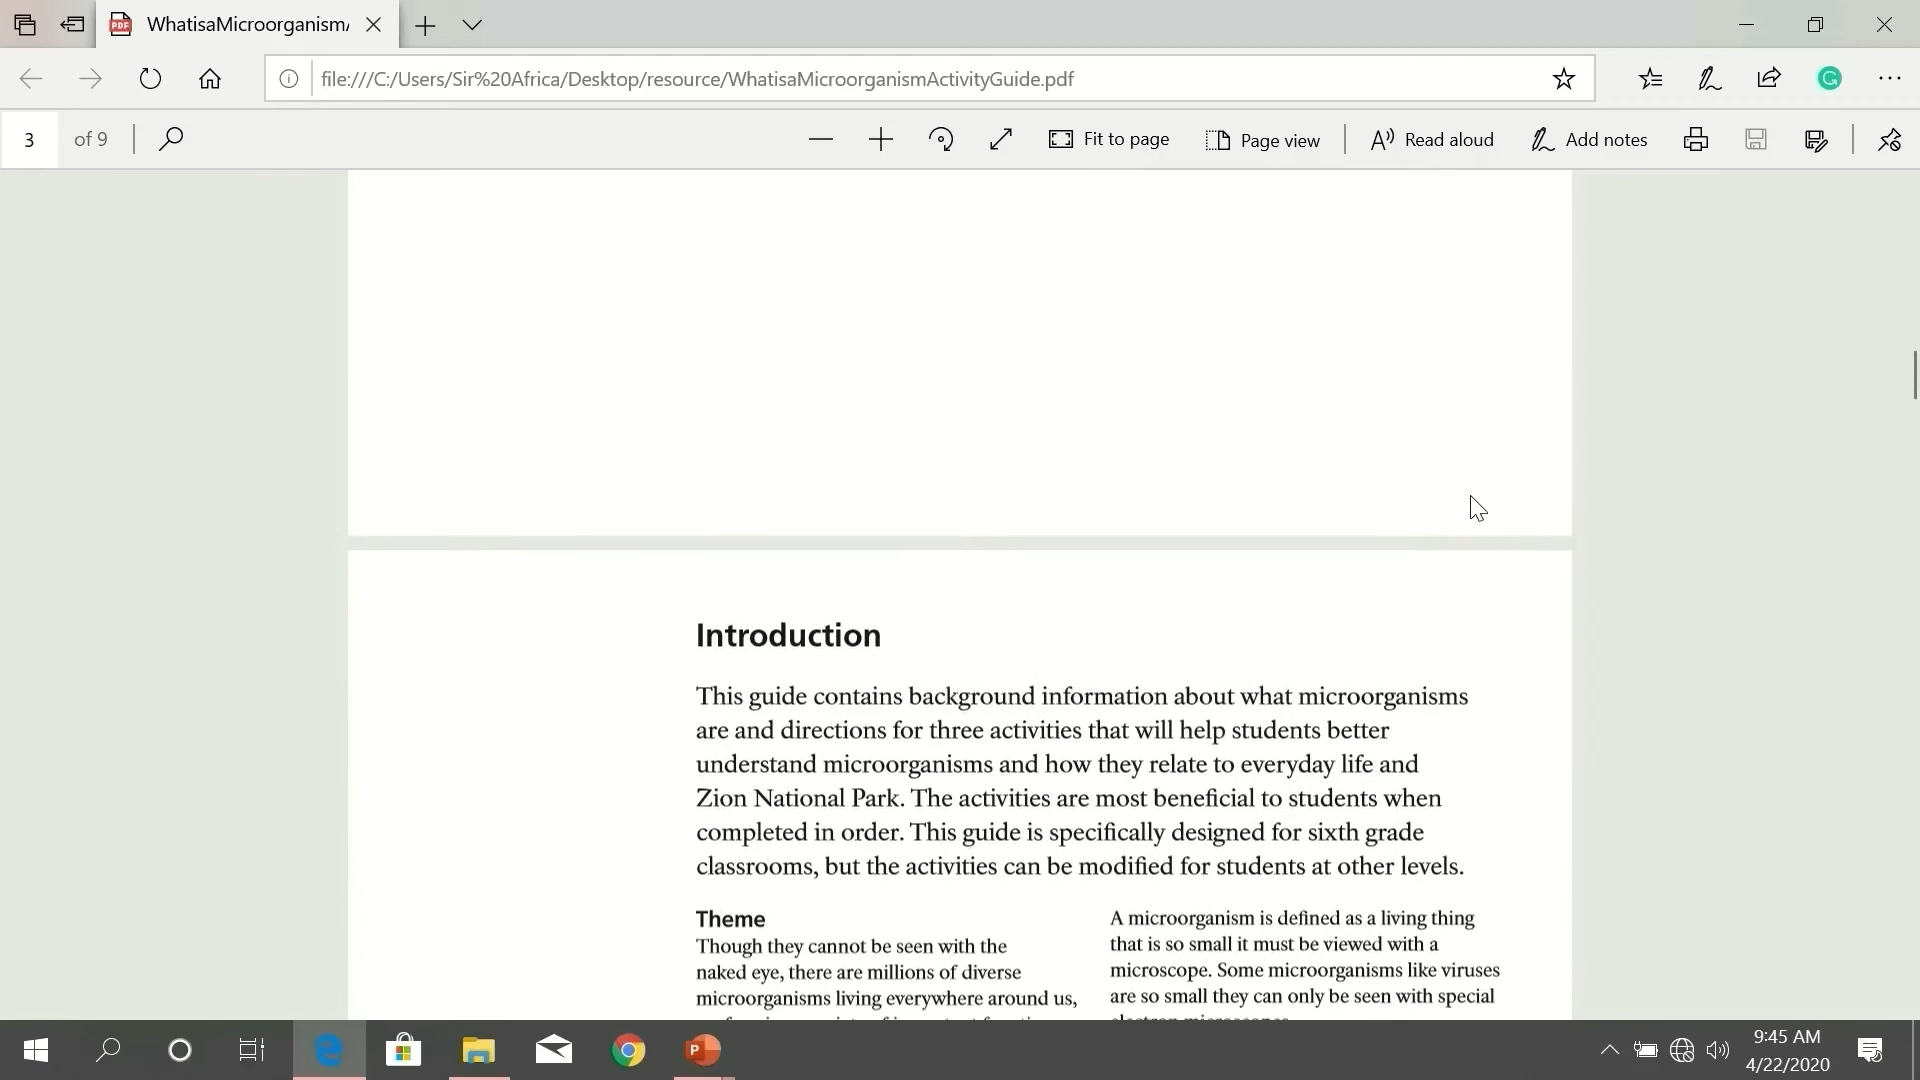 WhatisaMicroorganismA
file:///C:/Users/Sir%20Africa/Desktop/resource/WhatisaMicroorganismActivityGuide.pdf
3 of 9
Fit to page
Page view
Read aloud
Add notes
Introduction
This guide contains background information about what microorganisms
are and directions for three activities that will help students better
understand microorganisms and how they relate to everyday life and
Zion National Park. The activities are most beneficial to students when
completed in order. This guide is specifically designed for sixth grade
classrooms, but the activities can be modified for students at other levels.
Theme
Though they cannot be seen with the
naked eye, there are millions of diverse
microorganisms living everywhere around us,
A microorganism is defined as a living thing
that is so small it must be viewed with a
microscope. Some microorganisms like viruses
are so small they can only be seen with special
electron microscopes.
9:45 AM
4/22/2020